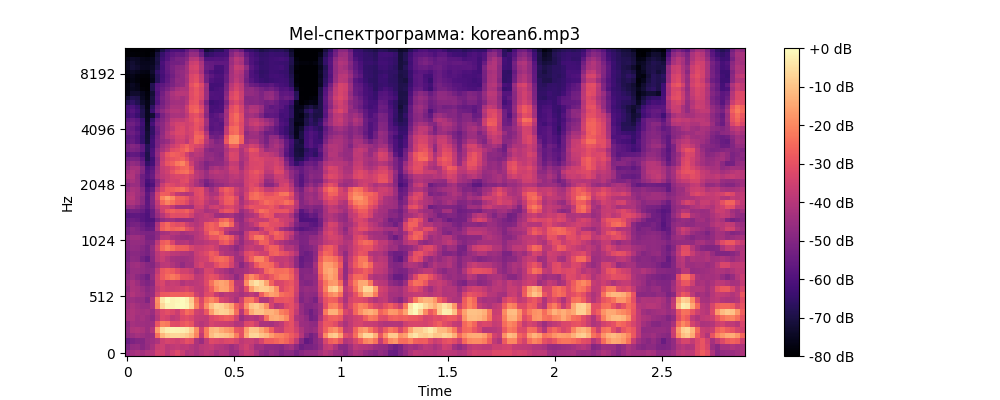 Mel-спектрограмма: korean6.mp3
8192
4096
2048
1024
512
0
Hz
0
0.5
1
1.5
2
2.5
Time
+0 dB
-10 dB
-20 dB
-30 dB
-40 dB
-50 dB
-60 dB
-70 dB
-80 dB